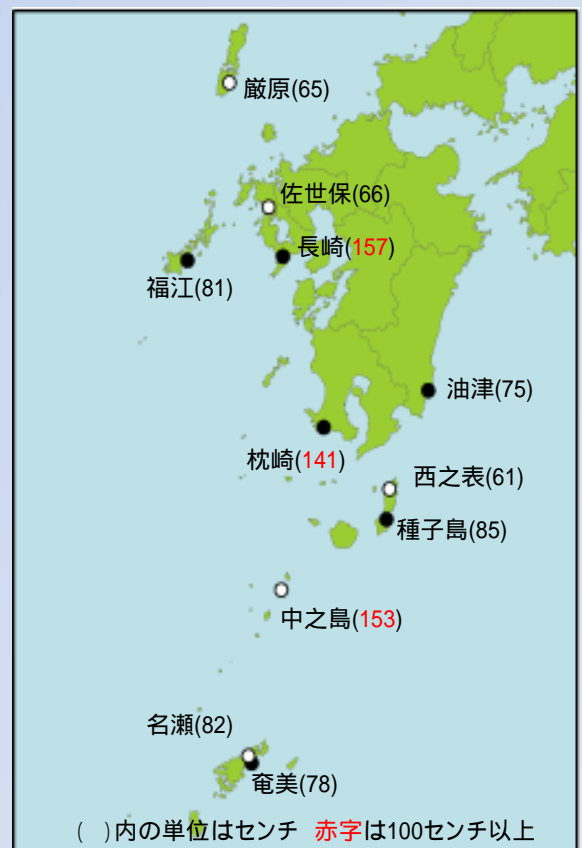 厳原(65)
佐世保(66)
長崎(157)
福江(81)
油津(75)
枕崎(141)
西之表(61)
種子島(85)
中之島(153)
名瀬(82)
奄美(78)
(　)内の単位はセンチ　赤字は100センチ以上